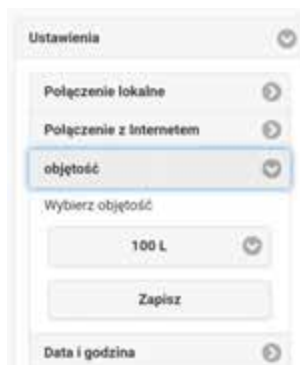 Ustawienia
Połączenie lokalne
Połączenie z Internetem
objętość
Wybierz objętość
100 L
Zapisz
Data i godzina